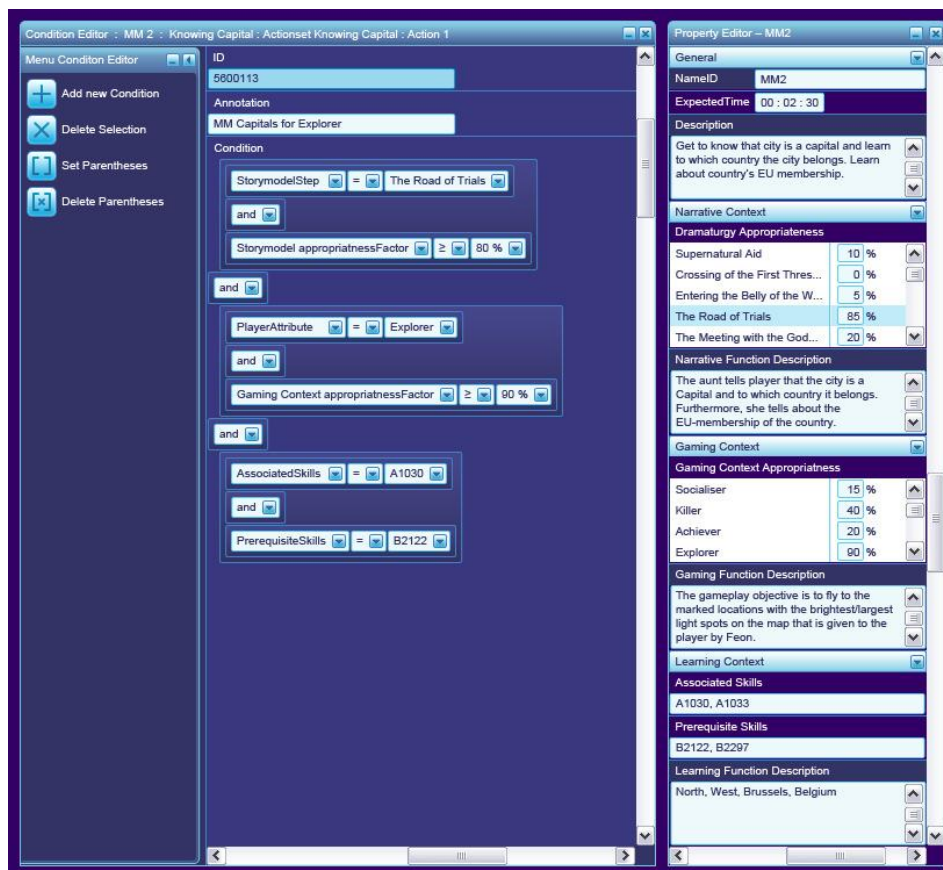 Condition Editor : MM 2 : Knowing Capital : Actionset Knowing Capital : Action 1
Menu Conditon Editor
Add new Condition
Delete Selection
Set Parentheses
Delete Parentheses
ID
5600113
Annotation
MM Capitals for Explorer
Condition
StorymodelStep = The Road of Trials
and
Storymodel appropriatnessFactor ≥ 80 %
and
PlayerAttribute = Explorer
and
Gaming Context appropriatnessFactor ≥ 90 %
and
AssociatedSkills = A1030
and
PrerequisiteSkills = B2122
Property Editor – MM2
General
NameID MM2
ExpectedTime 00 : 02 : 30
Description
Get to know that city is a capital and learn
to which country the city belongs. Learn
about country's EU membership.
Narrative Context
Dramaturgy Appropriateness
Supernatural Aid 10 %
Crossing of the First Thres... 0 %
Entering the Belly of the W... 5 %
The Road of Trials 85 %
The Meeting with the God... 20 %
Narrative Function Description
The aunt tells player that the city is a
Capital and to which country it belongs.
Furthermore, she tells about the
EU-membership of the country.
Gaming Context
Gaming Context Appropriatness
Socialiser 15 %
Killer 40 %
Achiever 20 %
Explorer 90 %
Gaming Function Description
The gameplay objective is to fly to the
marked locations with the brightest/largest
light spots on the map that is given to the
player by Feon.
Learning Context
Associated Skills
A1030, A1033
Prerequisite Skills
B2122, B2297
Learning Function Description
North, West, Brussels, Belgium